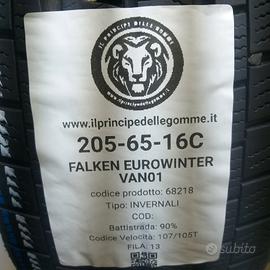 IL PRINCIPE DELLE GOMME
www.ilprincipedellegomme.it
www.ilprincipedellegomme.it
205-65-16C
FALKEN EUROWINTER
VAN01
codice prodotto: 68218
Tipo: INVERNALI
COD:
Battistrada: 90%
Codice Velocità: 107/105T
FILA: 13
subito